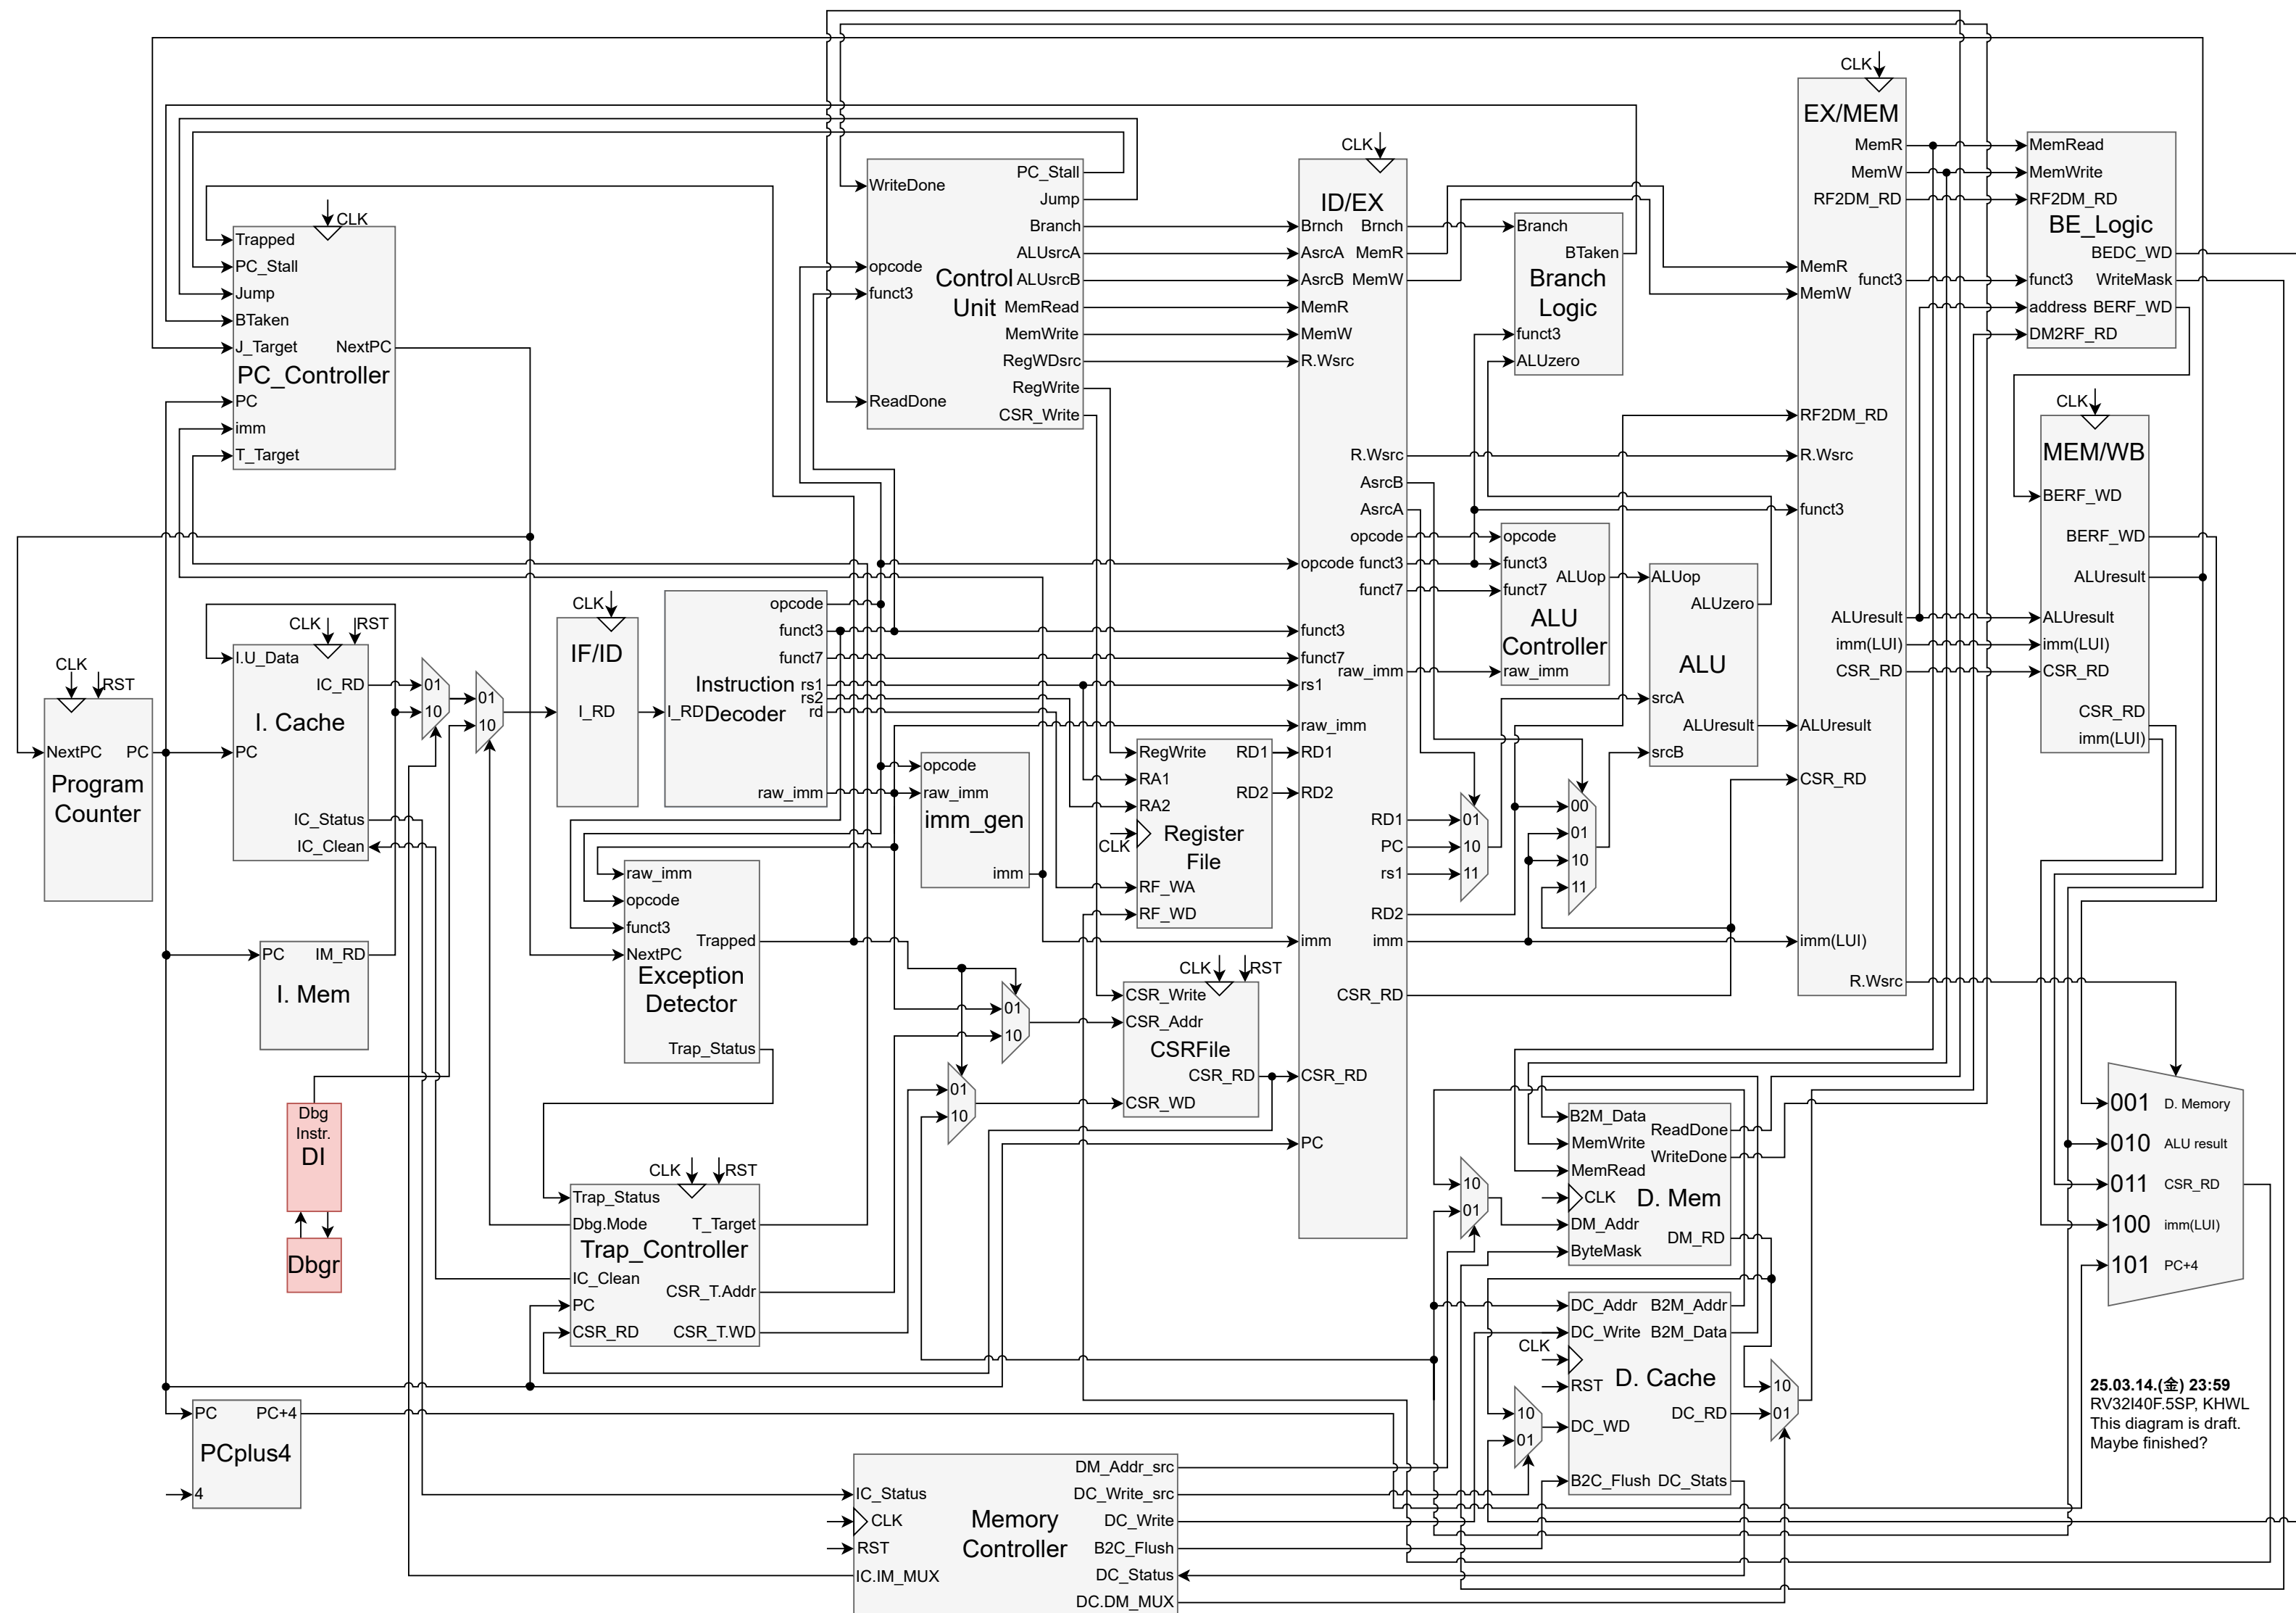 CLK
EX/MEM
MemR
MemW
RF2DM_RD
funct3
MemR
MemW
RF2DM_RD
R.Wsrc
funct3
ALUresult
imm(LUI)
CSR_RD
ALUresult
CSR_RD
imm(LUI)
R.Wsrc
MemRead
MemWrite
RF2DM_RD
BE_Logic
BEDC_WD
WriteMask
funct3
address
BERF_WD
DM2RF_RD
CLK
MEM/WB
BERF_WD
BERF_WD
ALUresult
ALUresult
imm(LUI)
CSR_RD
CSR_RD
imm(LUI)
CLK
Trapped
PC_Stall
Jump
BTaken
J_Target
NextPC
PC_Controller
PC
imm
T_Target
WriteDone
PC_Stall
Jump
Branch
ALUsrcA
opcode
Control
Unit
ALUsrcB
funct3
MemRead
MemWrite
RegWDsrc
RegWrite
ReadDone
CSR_Write
CLK
ID/EX
Brnch
Brnch
AsrcA
MemR
AsrcB
MemW
MemR
MemW
R.Wsrc
R.Wsrc
AsrcB
AsrcA
opcode
opcode
funct3
funct7
funct3
funct7
raw_imm
rs1
raw_imm
RD1
RD2
RD1
PC
rs1
RD2
imm
imm
CSR_RD
CSR_RD
PC
Branch
BTaken
Branch
Logic
funct3
ALUzero
opcode
funct3
ALUop
funct7
ALU
Controller
raw_imm
ALUop
ALUzero
ALU
srcA
ALUresult
srcB
01
10
11
00
01
10
11
CLK
RST
NextPC
PC
Program
Counter
CLK
RST
I.U_Data
IC_RD
I. Cache
PC
IC_Status
IC_Clean
01
10
01
10
PC
IM_RD
I. Mem
Dbg
Instr.
DI
Dbgr
PC
PC+4
PCplus4
4
CLK
IF/ID
I_RD
opcode
funct3
funct7
Instruction
Decoder
rs1
rs2
rd
I_RD
raw_imm
opcode
raw_imm
imm_gen
imm
RegWrite
RD1
RA1
RD2
RA2
CLK
Register
File
RF_WA
RF_WD
raw_imm
opcode
funct3
Trapped
NextPC
Exception
Detector
Trap_Status
01
10
01
10
CLK
RST
CSR_Write
CSR_Addr
CSRFile
CSR_RD
CSR_WD
CLK
RST
Trap_Status
Dbg.Mode
T_Target
Trap_Controller
IC_Clean
CSR_T.Addr
PC
CSR_RD
CSR_T.WD
DM_Addr_src
IC_Status
DC_Write_src
CLK
Memory
Controller
DC_Write
RST
B2C_Flush
IC.IM_MUX
DC_Status
DC.DM_MUX
10
01
B2M_Data
ReadDone
MemWrite
WriteDone
MemRead
CLK
D. Mem
DM_Addr
DM_RD
ByteMask
DC_Addr
B2M_Addr
DC_Write
B2M_Data
CLK
D. Cache
RST
DC_RD
DC_WD
B2C_Flush
DC_Stats
10
01
10
01
001 D. Memory
010 ALU result
011 CSR_RD
100 imm(LUI)
101 PC+4
25.03.14.(金) 23:59
RV32I40F.5SP, KHWL
This diagram is draft.
Maybe finished?